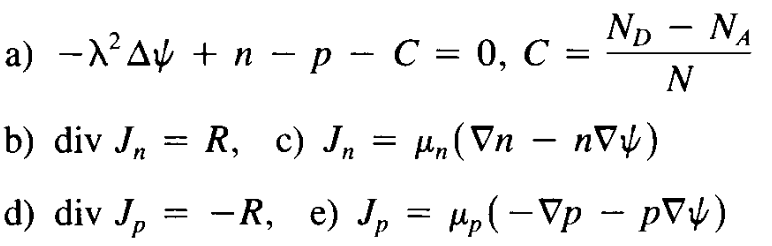 a) −λ²Δψ + n − p − C = 0, C = (N_D − N_A)/N
b) div J_n = R, c) J_n = μ_n(∇n − n∇ψ)
d) div J_p = −R, e) J_p = μ_p(−∇p − p∇ψ)